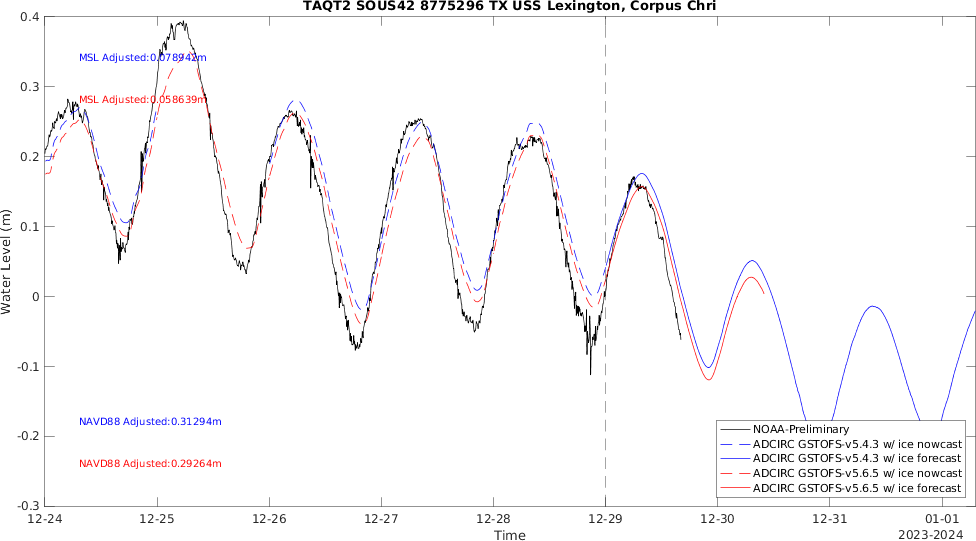 TAQT2 SOUS42 8775296 TX USS Lexington, Corpus Chri
0.4
0.3
0.2
0.1
0
-0.1
-0.2
-0.3
Water Level (m)
MSL Adjusted:0.078942m
MSL Adjusted:0.058639m
NAVD88 Adjusted:0.31294m
NAVD88 Adjusted:0.29264m
NOAA-Preliminary
ADCIRC GSTOFS-v5.4.3 w/ ice nowcast
ADCIRC GSTOFS-v5.4.3 w/ ice forecast
ADCIRC GSTOFS-v5.6.5 w/ ice nowcast
ADCIRC GSTOFS-v5.6.5 w/ ice forecast
12-24 12-25 12-26 12-27 12-28 12-29 12-30 12-31 01-01
Time
2023-2024